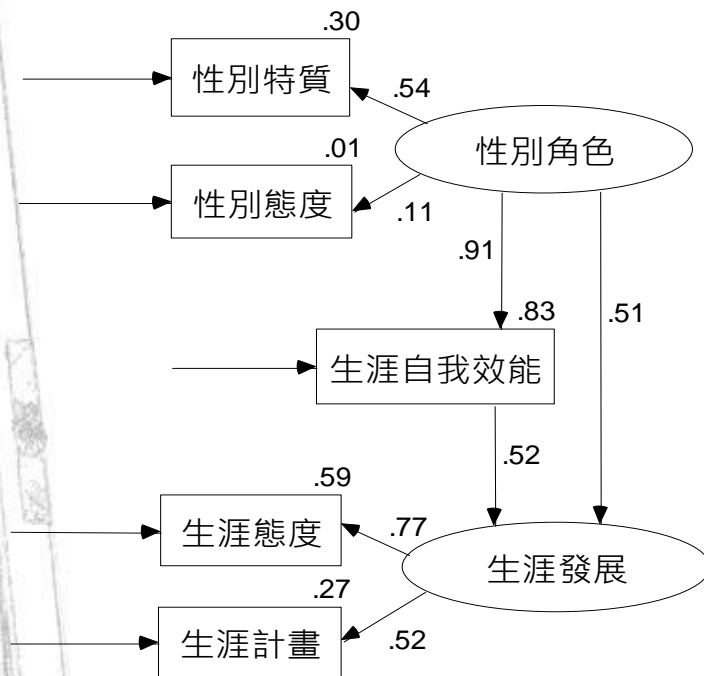 .30
性別特質
.54
性別角色
.01
性別態度
.11
.91
.51
.83
生涯自我效能
.52
.59
生涯態度
.77
生涯發展
.27
生涯計畫
.52